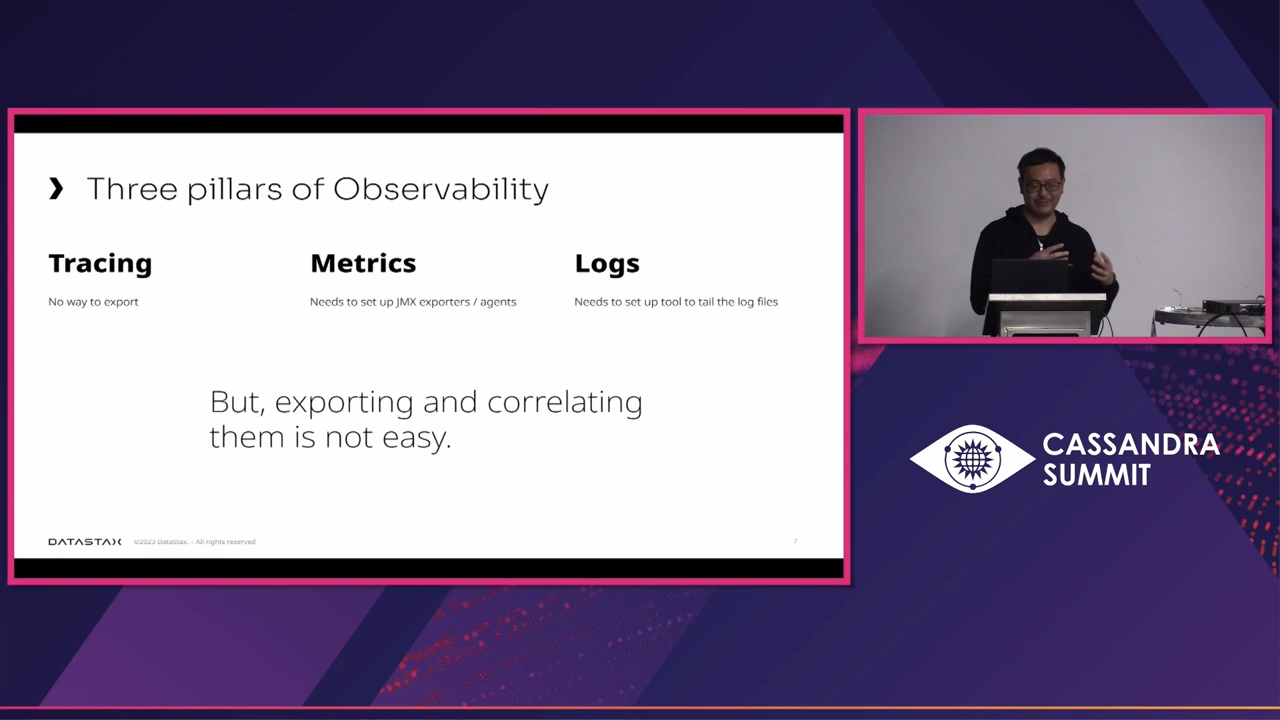 Three pillars of Observability
Tracing
No way to export
Metrics
Needs to set up JMX exporters / agents
Logs
Needs to set up tool to tail the log files
But, exporting and correlating
them is not easy.
DATASTAX
©2023 DataStax. – All rights reserved
7
CASSANDRA
SUMMIT